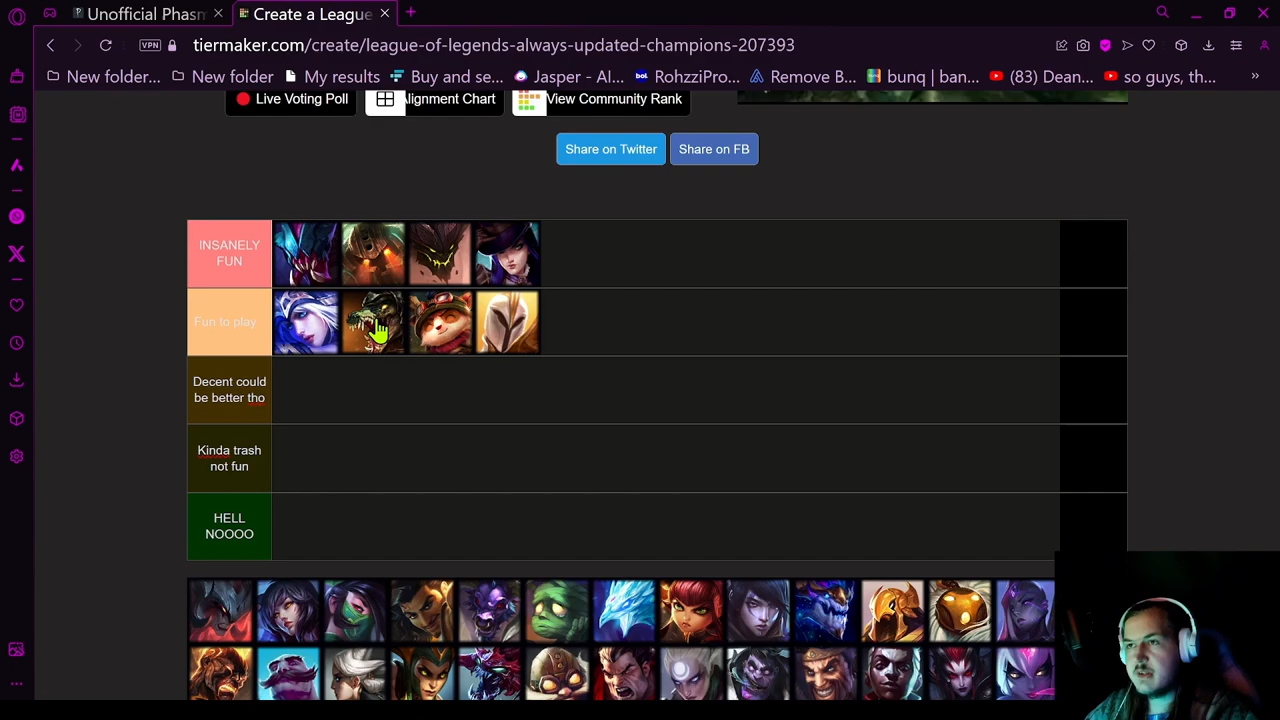 Unofficial Phasm
Create a League
VPN
tiermaker.com/create/league-of-legends-always-updated-champions-207393
New folder...
New folder
My results
Buy and se...
Jasper - AI...
bol
RohzziPro...
Remove B...
bunq | ban...
(83) Dean...
so guys, th...
»
Live Voting Poll
lignment Chart
View Community Rank
Share on Twitter
Share on FB
INSANELY
FUN
Fun to play
Decent could
be better tho
Kinda trash
not fun
HELL
NOOOO